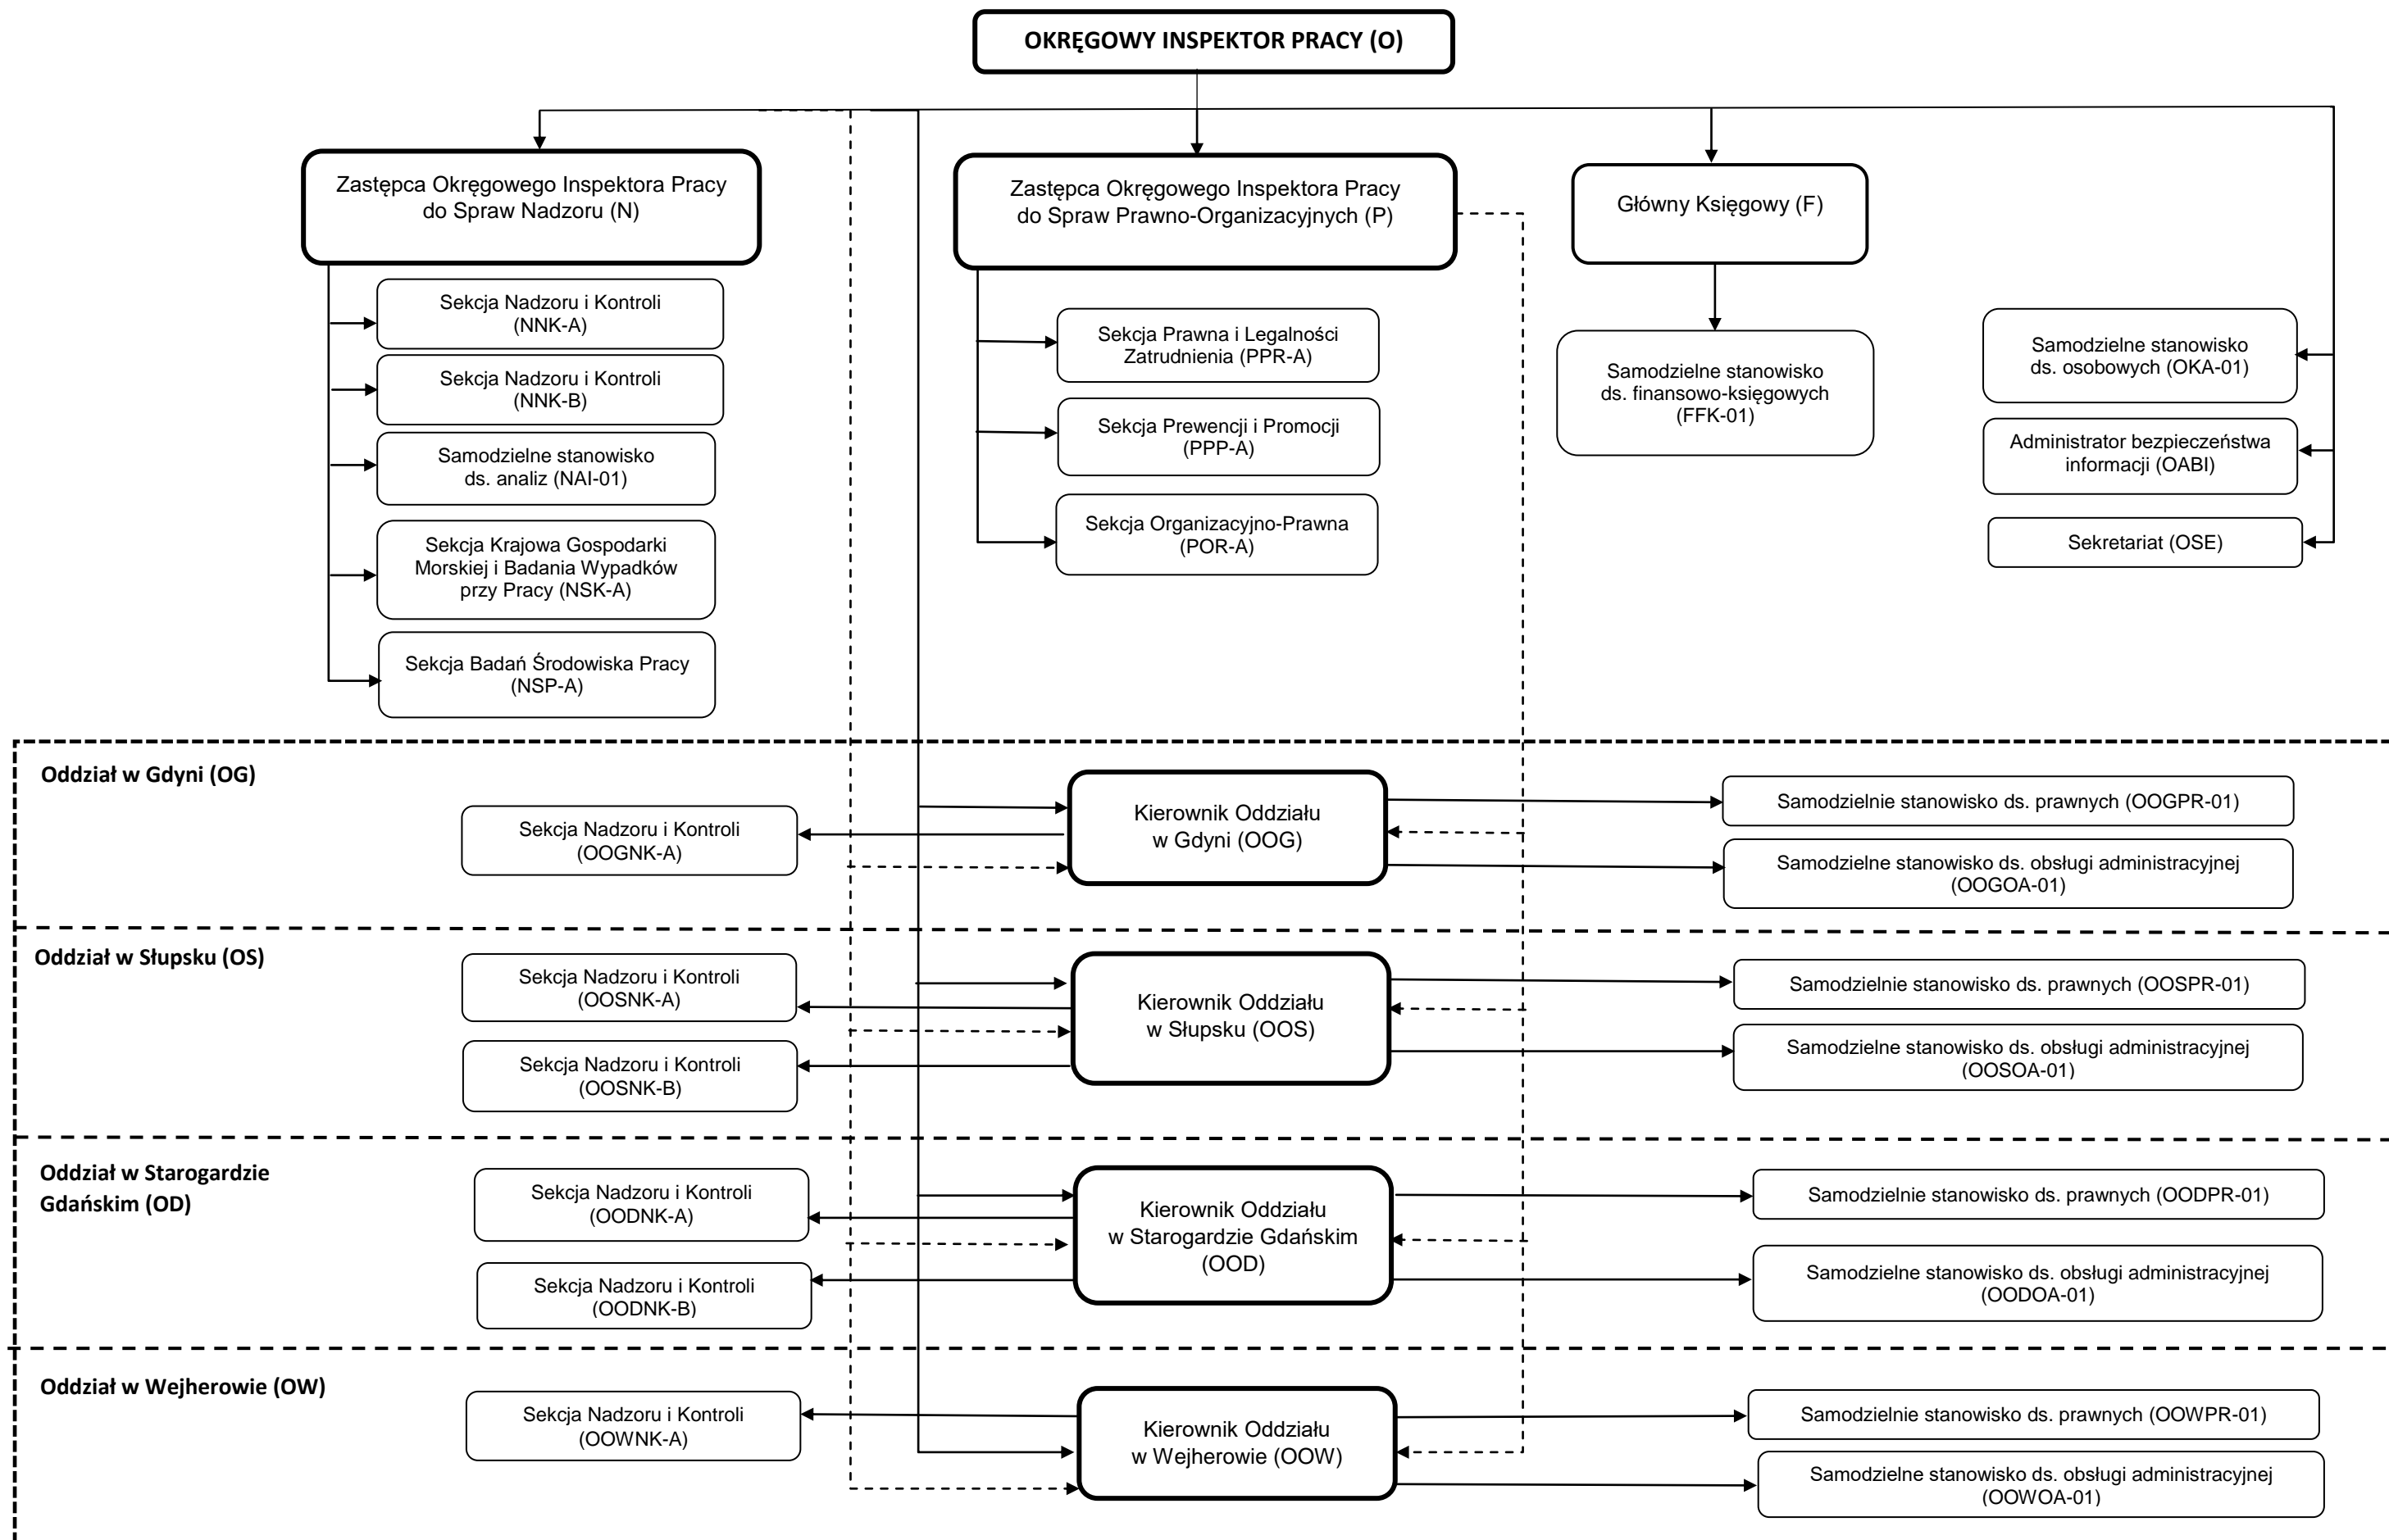 OKRĘGOWY INSPEKTOR PRACY (O)
Zastępca Okręgowego Inspektora Pracy
do Spraw Nadzoru (N)
Zastępca Okręgowego Inspektora Pracy
do Spraw Prawno-Organizacyjnych (P)
Główny Księgowy (F)
Sekcja Nadzoru i Kontroli
(NNK-A)
Sekcja Nadzoru i Kontroli
(NNK-B)
Samodzielne stanowisko
ds. analiz (NAI-01)
Sekcja Krajowa Gospodarki
Morskiej i Badania Wypadków
przy Pracy (NSK-A)
Sekcja Badań Środowiska Pracy
(NSP-A)
Sekcja Prawna i Legalności
Zatrudnienia (PPR-A)
Sekcja Prewencji i Promocji
(PPP-A)
Sekcja Organizacyjno-Prawna
(POR-A)
Samodzielne stanowisko
ds. finansowo-księgowych
(FFK-01)
Samodzielne stanowisko
ds. osobowych (OKA-01)
Administrator bezpieczeństwa
informacji (OABI)
Sekretariat (OSE)
Oddział w Gdyni (OG)
Sekcja Nadzoru i Kontroli
(OOGNK-A)
Kierownik Oddziału
w Gdyni (OOG)
Samodzielnie stanowisko ds. prawnych (OOGPR-01)
Samodzielne stanowisko ds. obsługi administracyjnej
(OOGOA-01)
Oddział w Słupsku (OS)
Sekcja Nadzoru i Kontroli
(OOSNK-A)
Sekcja Nadzoru i Kontroli
(OOSNK-B)
Kierownik Oddziału
w Słupsku (OOS)
Samodzielnie stanowisko ds. prawnych (OOSPR-01)
Samodzielne stanowisko ds. obsługi administracyjnej
(OOSOA-01)
Oddział w Starogardzie
Gdańskim (OD)
Sekcja Nadzoru i Kontroli
(OODNK-A)
Sekcja Nadzoru i Kontroli
(OODNK-B)
Kierownik Oddziału
w Starogardzie Gdańskim
(OOD)
Samodzielnie stanowisko ds. prawnych (OODPR-01)
Samodzielne stanowisko ds. obsługi administracyjnej
(OODOA-01)
Oddział w Wejherowie (OW)
Sekcja Nadzoru i Kontroli
(OOWNK-A)
Kierownik Oddziału
w Wejherowie (OOW)
Samodzielnie stanowisko ds. prawnych (OOWPR-01)
Samodzielne stanowisko ds. obsługi administracyjnej
(OOWOA-01)